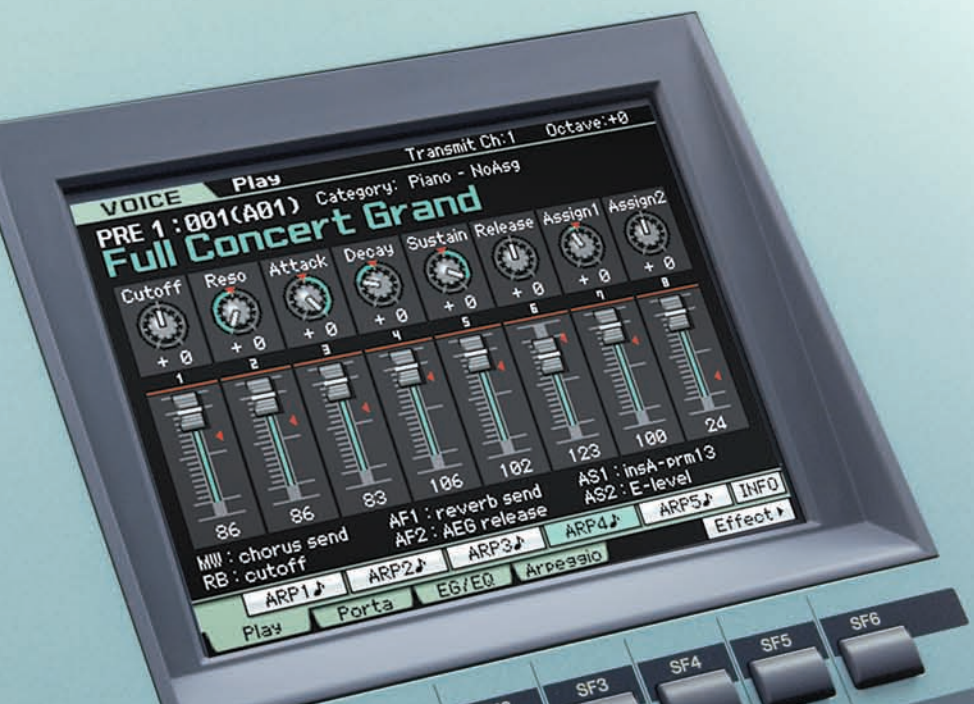 VOICE Play Transmit Ch:1 Octave:+0
PRE 1:001(A01) Category: Piano - NoAsg
Full Concert Grand
Cutoff Reso Attack Decay Sustain Release Assign1 Assign2
+ 0 + 0 + 0 + 0 + 0 + 0 + 0 + 0
1 2 3 4 5 6 7 8
86 86 83 106 102 123 100 24
MW : chorus send AF1 : reverb send AS1 : insA-prm13
RB : cutoff AF2 : AEG release AS2 : E-level
ARP1♪ ARP2♪ ARP3♪ ARP4♪ ARP5♪ INFO
Play Porta EG/EQ Arpeggio Effect▸
SF3 SF4 SF5 SF6